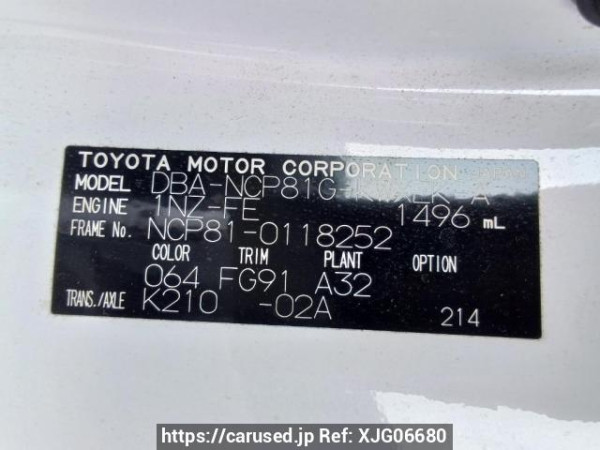 TOYOTA MOTOR CORPORATION JAPAN
MODEL DBA-NCP81G-
ENGINE 1NZ-FE 1496 mL
FRAME No. NCP81-0118252
COLOR TRIM PLANT OPTION
064 FG91 A32
TRANS./AXLE K210 -02A
214
https://carused.jp Ref: XJG06680